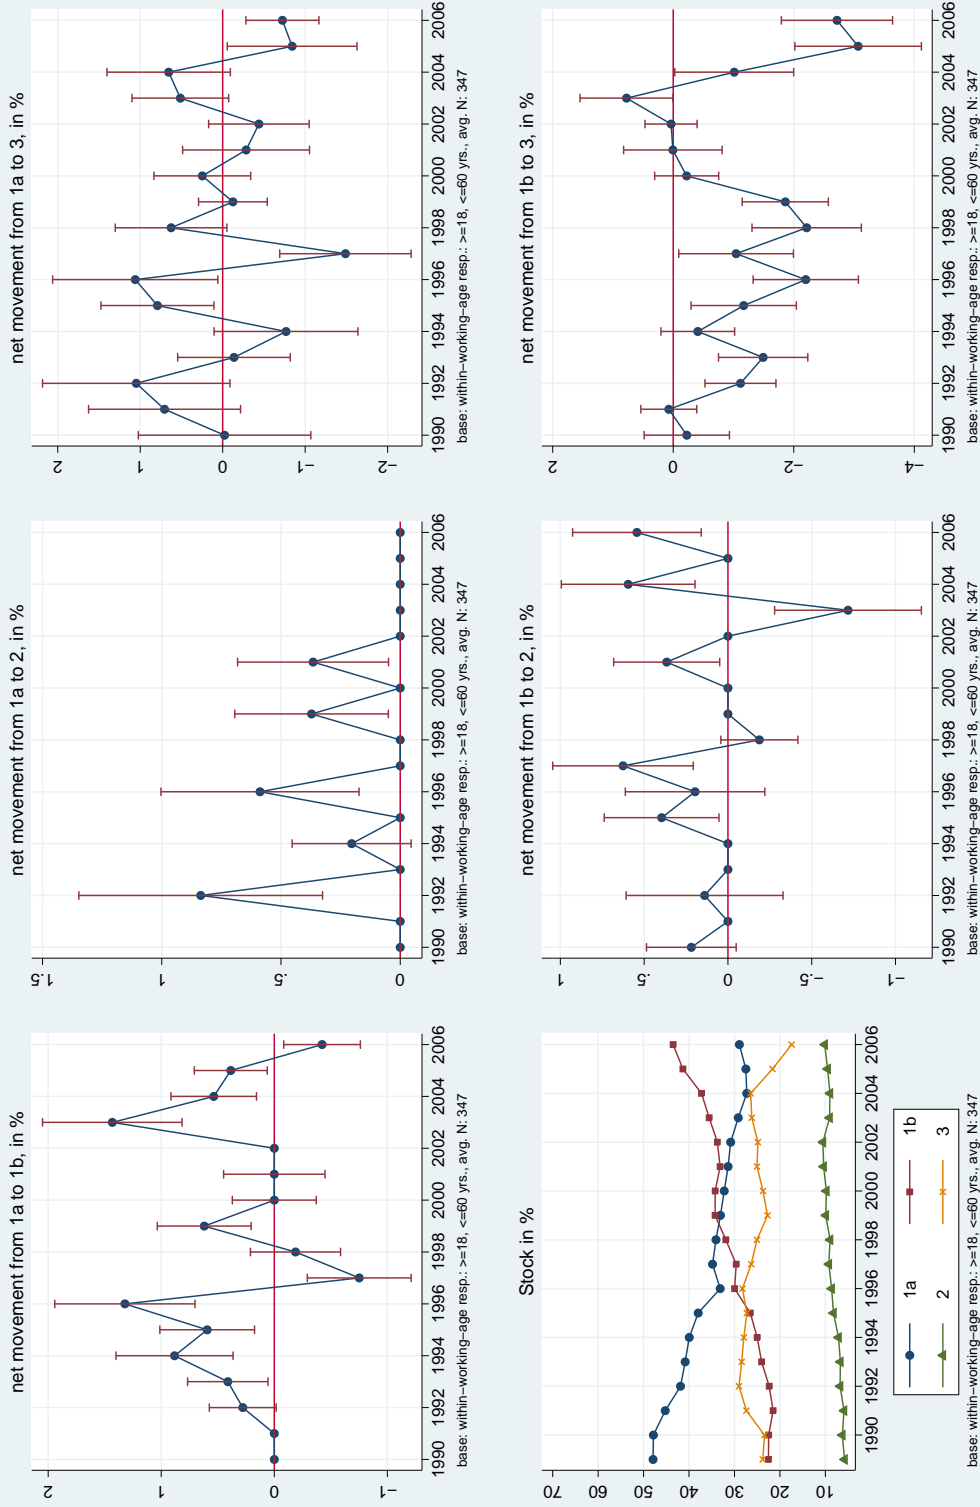 net movement from 1a to 1b, in %
2
1
0
−1
1990 1992 1994 1996 1998 2000 2002 2004 2006
base: within−working−age resp.: >=18, <=60 yrs., avg. N: 347
net movement from 1a to 2, in %
1.5
1
.5
0
1990 1992 1994 1996 1998 2000 2002 2004 2006
base: within−working−age resp.: >=18, <=60 yrs., avg. N: 347
net movement from 1a to 3, in %
2
1
0
−1
−2
1990 1992 1994 1996 1998 2000 2002 2004 2006
base: within−working−age resp.: >=18, <=60 yrs., avg. N: 347
Stock in %
70
60
50
40
30
20
10
1990 1992 1994 1996 1998 2000 2002 2004 2006
1a 1b
2 3
base: within−working−age resp.: >=18, <=60 yrs., avg. N: 347
net movement from 1b to 2, in %
1
.5
0
−.5
−1
1990 1992 1994 1996 1998 2000 2002 2004 2006
base: within−working−age resp.: >=18, <=60 yrs., avg. N: 347
net movement from 1b to 3, in %
2
0
−2
−4
1990 1992 1994 1996 1998 2000 2002 2004 2006
base: within−working−age resp.: >=18, <=60 yrs., avg. N: 347